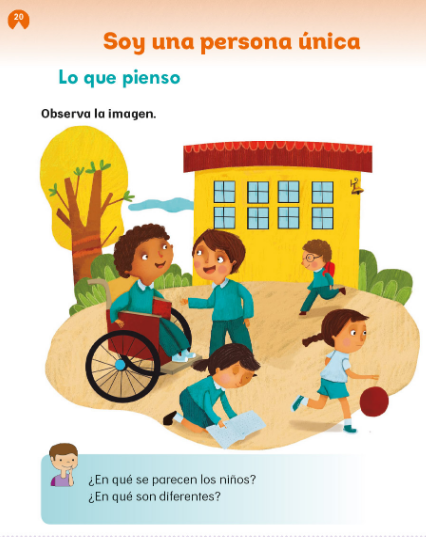 20
Soy una persona única
Lo que pienso
Observa la imagen.
¿En qué se parecen los niños?
¿En qué son diferentes?